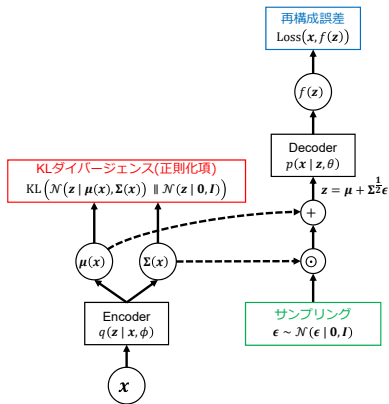 再構成誤差
Loss(𝒙, f(𝒛))
f(𝒛)
Decoder
p(𝒙 | 𝒛, θ)
𝒛 = 𝝁 + 𝚺^{1/2}𝝐
+
KLダイバージェンス(正則化項)
KL(𝒩(𝒛 | 𝝁(𝒙), 𝚺(𝒙)) ∥ 𝒩(𝒛 | 𝟎, 𝑰))
𝝁(𝒙)
𝚺(𝒙)
⊙
Encoder
q(𝒛 | 𝒙, ϕ)
サンプリング
𝝐 ~ 𝒩(𝝐 | 𝟎, 𝑰)
𝒙